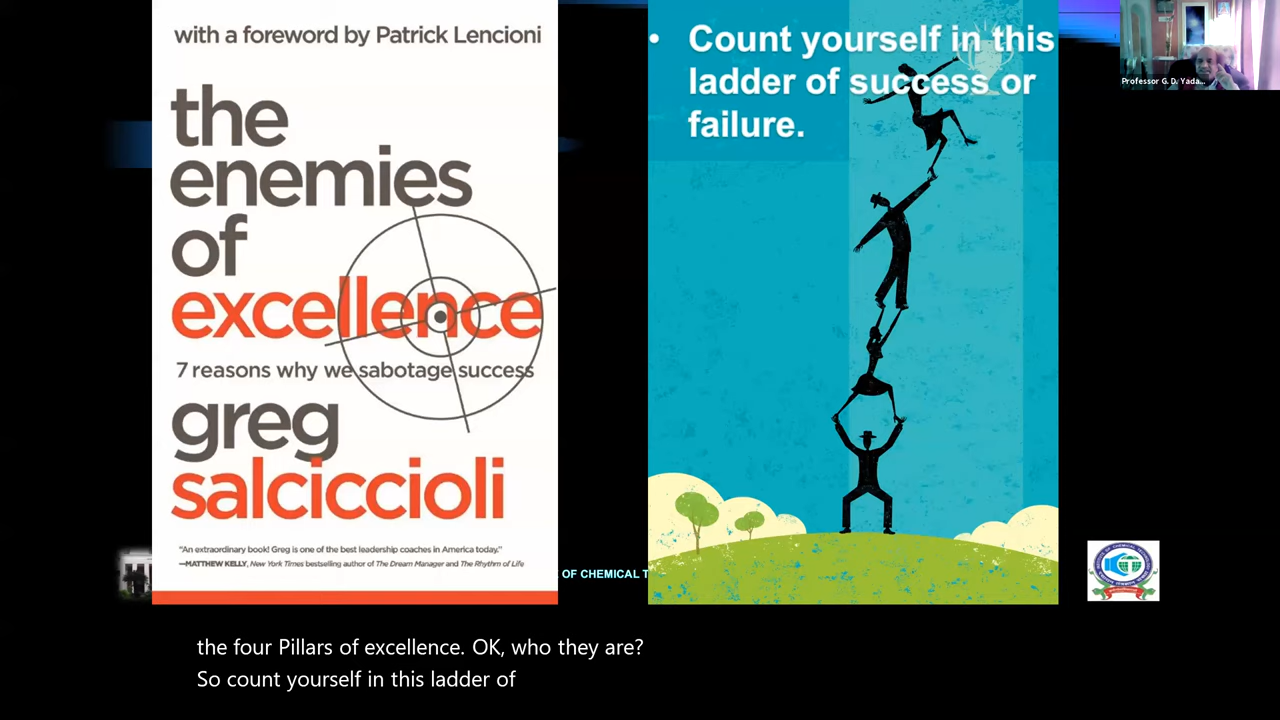 with a foreword by Patrick Lencioni
the
enemies
of
excellence
7 reasons why we sabotage success
greg
salciccioli
"An extraordinary book! Greg is one of the best leadership coaches in America today."
—MATTHEW KELLY, New York Times bestselling author of The Dream Manager and The Rhythm of Life
• Count yourself in this
ladder of success or
failure.
Professor G. D. Yada...
OF CHEMICAL T
the four Pillars of excellence. OK, who they are?
So count yourself in this ladder of